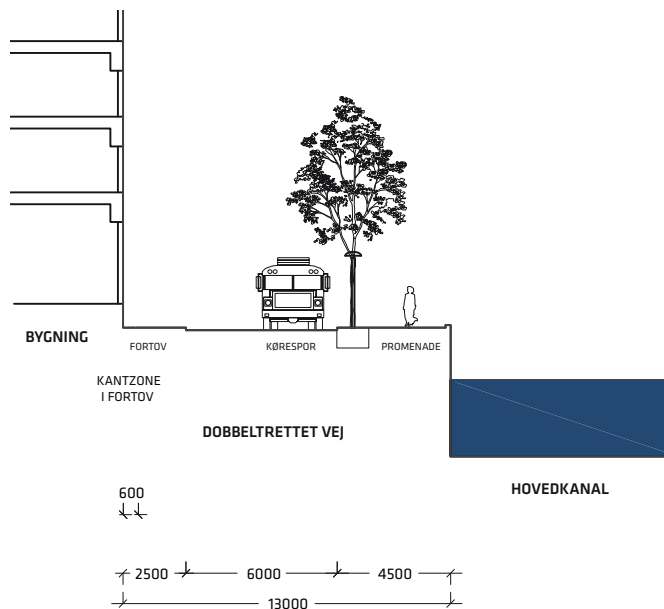 BYGNING
FORTOV
KØRESPOR
PROMENADE
KANTZONE
I FORTOV
DOBBELTRETTET VEJ
HOVEDKANAL
600
2500
6000
4500
13000